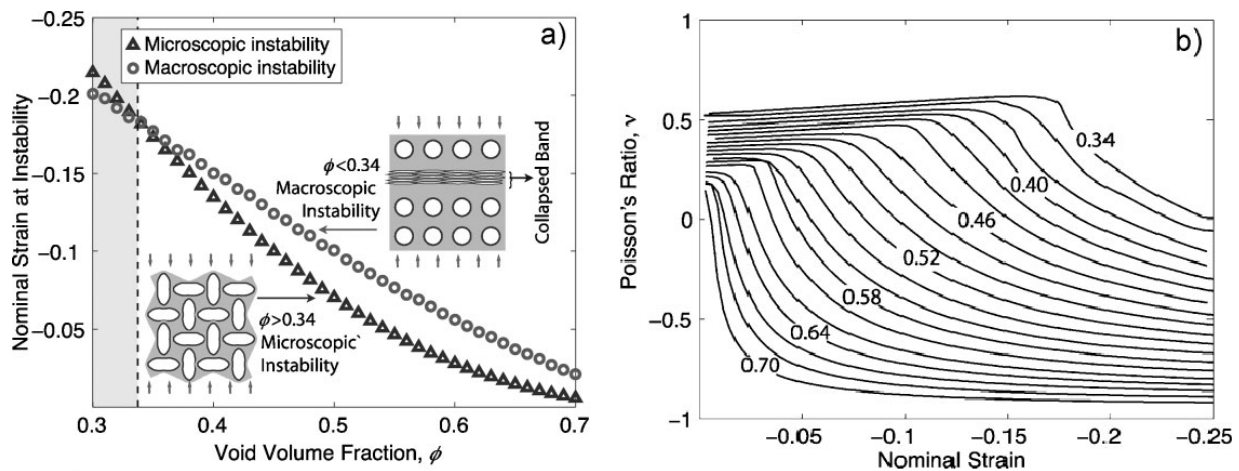 a)
Microscopic instability
Macroscopic instability
Nominal Strain at Instability
-0.25
-0.2
-0.15
-0.1
-0.05
ϕ<0.34
Macroscopic
Instability
Collapsed Band
ϕ>0.34
Microscopic`
Instability
0.3 0.4 0.5 0.6 0.7
Void Volume Fraction, ϕ
b)
Poisson's Ratio, ν
1
0.5
0
-0.5
-1
0.34
0.40
0.46
0.52
0.58
0.64
0.70
-0.05 -0.1 -0.15 -0.2 -0.25
Nominal Strain